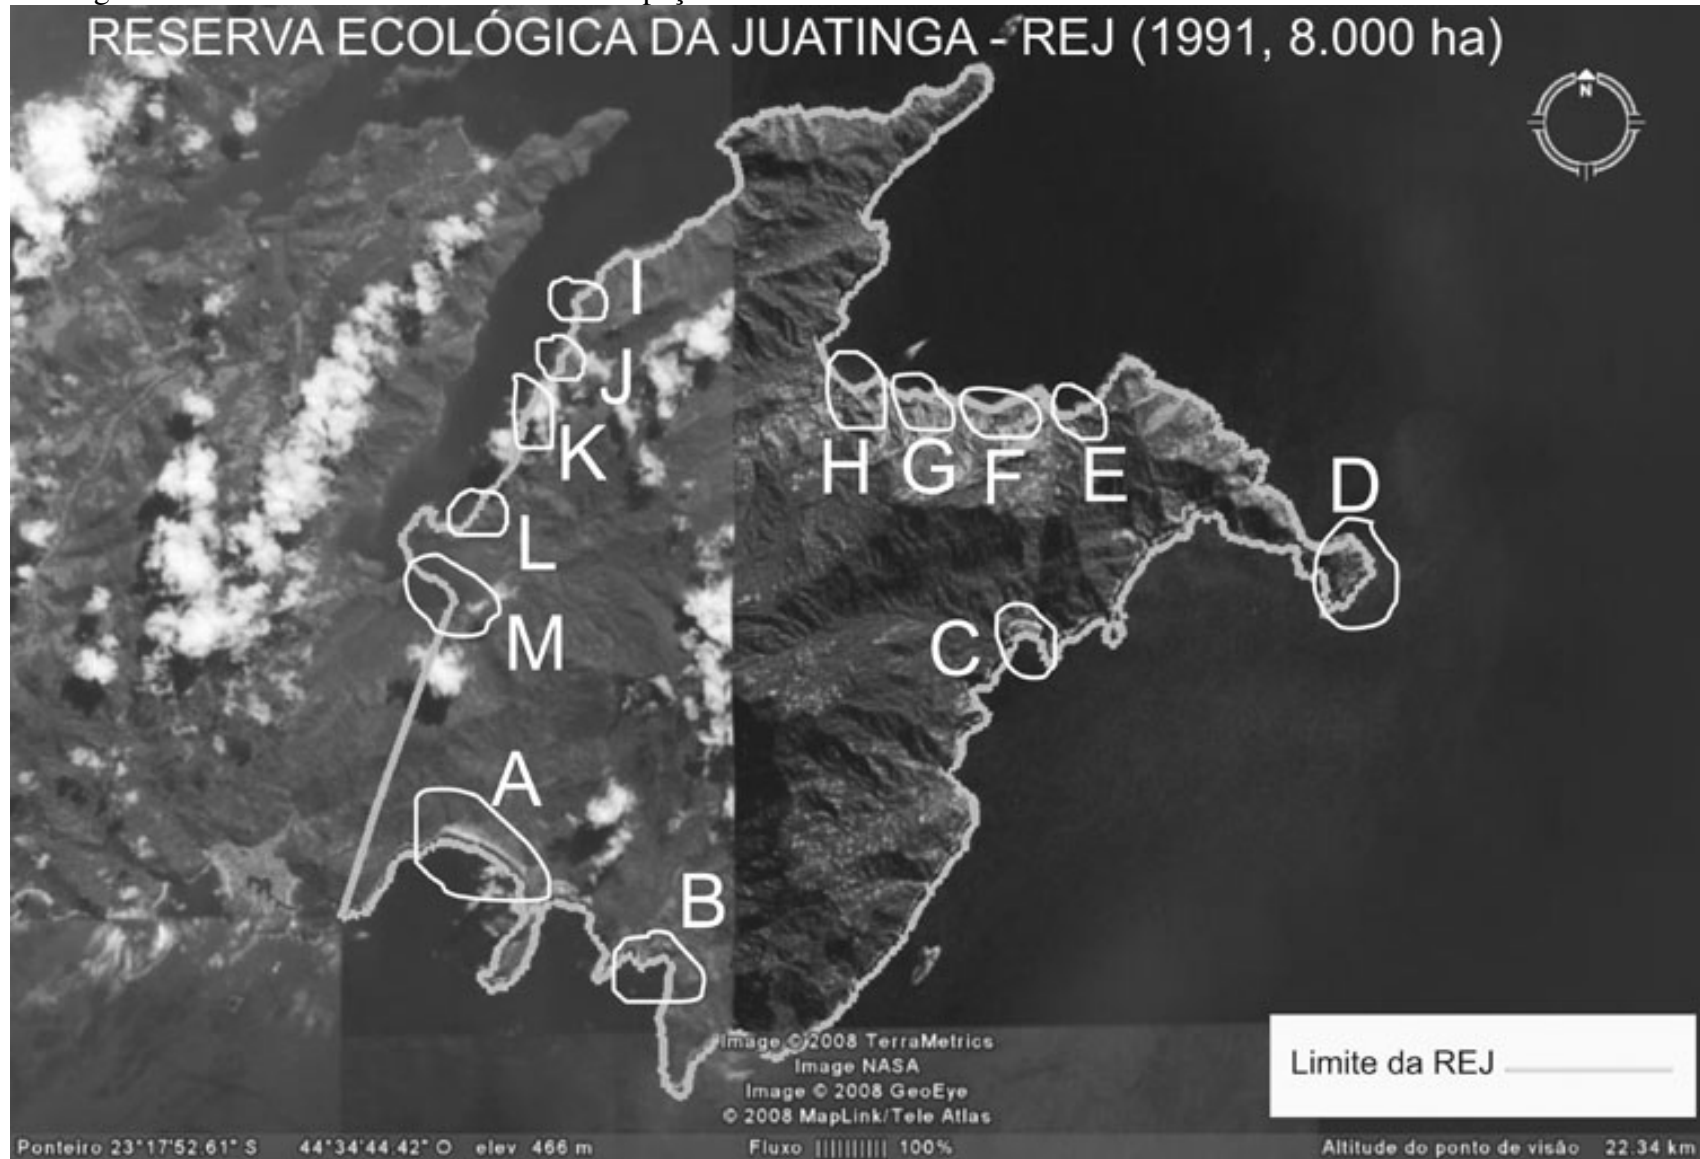 RESERVA ECOLÓGICA DA JUATINGA - REJ (1991, 8.000 ha)
N
I
J
K
H
G
F
E
D
L
M
C
A
B
Image © 2008 TerraMetrics
Image NASA
Image © 2008 GeoEye
© 2008 MapLink/Tele Atlas
Limite da REJ
Ponteiro 23°17'52.61" S 44°34'44.42" O elev 466 m
Fluxo 100%
Altitude do ponto de visão 22.34 km